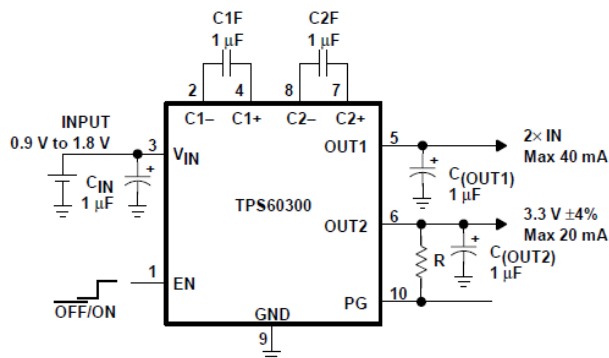 C1F
1 µF
C2F
1 µF
2
4
8
7
C1–
C1+
C2–
C2+
INPUT
0.9 V to 1.8 V
3
VIN
CIN
1 µF
+
TPS60300
OUT1
5
2× IN
Max 40 mA
+
C(OUT1)
1 µF
OUT2
6
3.3 V ±4%
Max 20 mA
R
+
C(OUT2)
1 µF
1
EN
OFF/ON
PG
10
GND
9